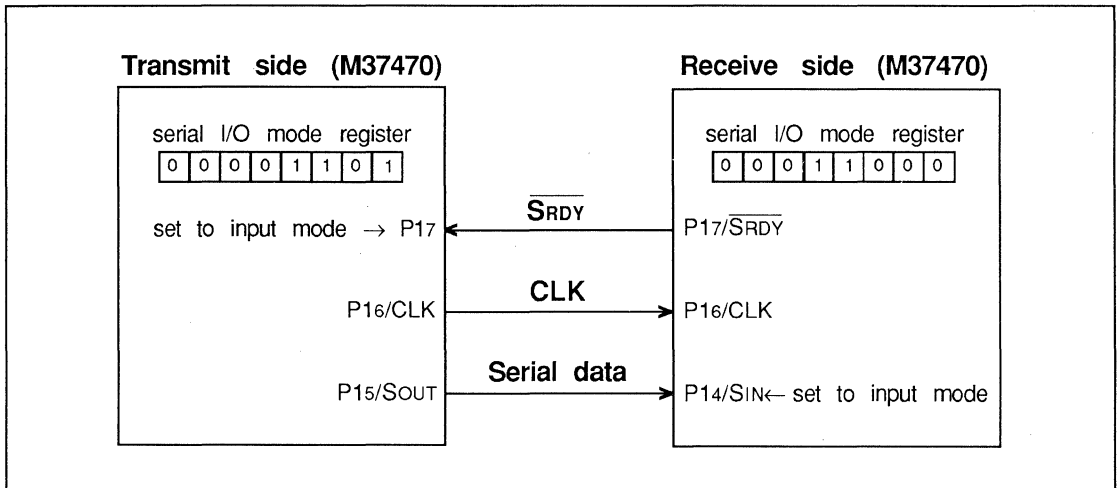 Transmit side (M37470)
serial I/O mode register
0 0 0 0 1 1 0 1
set to input mode → P17
P16/CLK
P15/SOUT
SRDY
CLK
Serial data
Receive side (M37470)
serial I/O mode register
0 0 0 1 1 0 0 0
P17/SRDY
P16/CLK
P14/SIN← set to input mode